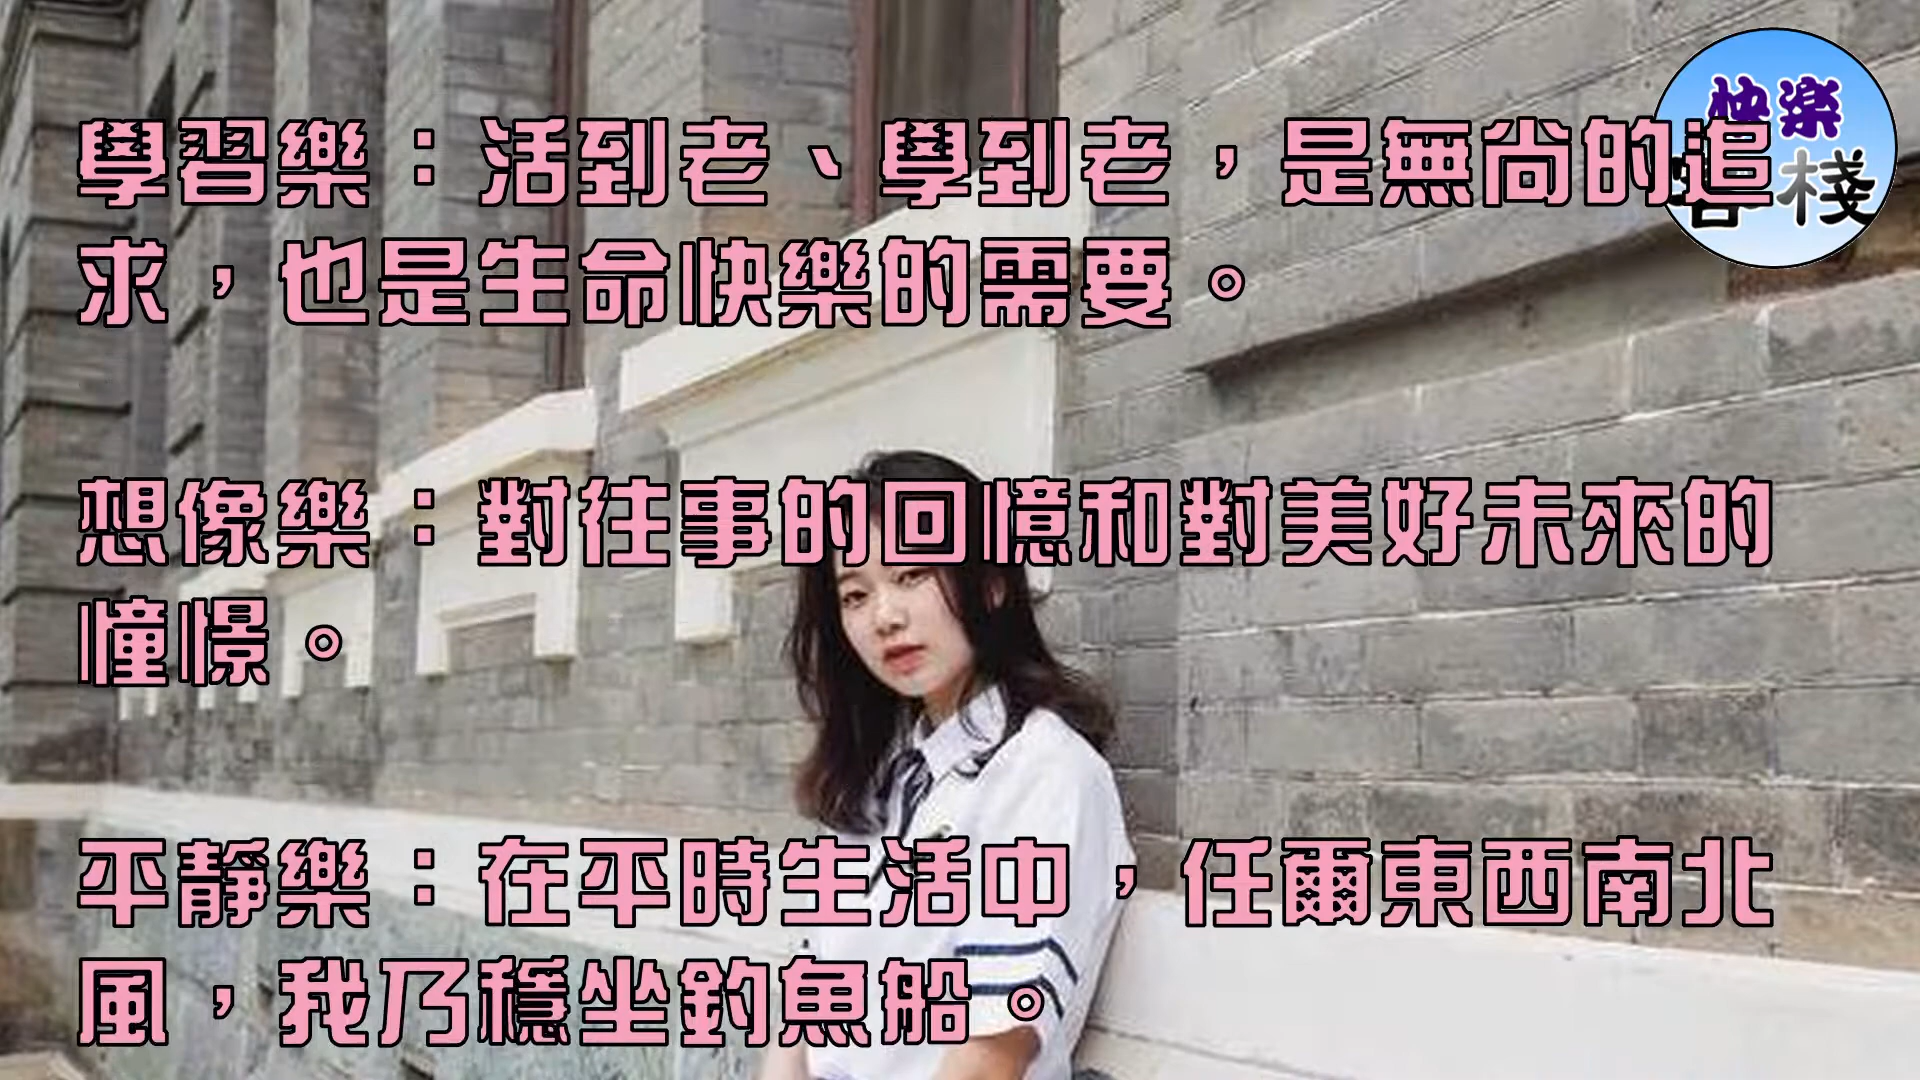 快樂
客棧
學習樂：活到老、學到老，是無尚的追
求，也是生命快樂的需要。
想像樂：對往事的回憶和對美好未來的
憧憬。
平靜樂：在平時生活中，任爾東西南北
風，我乃穩坐釣魚船。